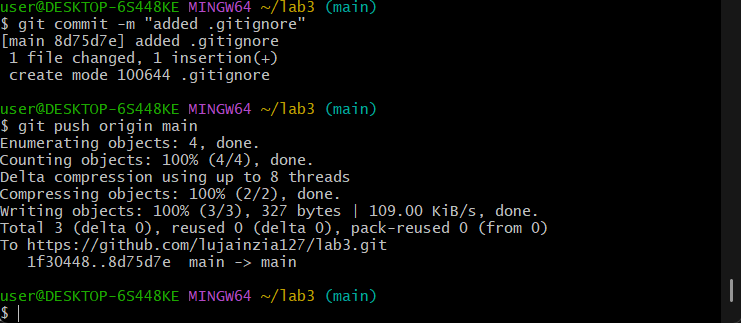 user@DESKTOP-6S448KE MINGW64 ~/lab3 (main)
$ git commit -m "added .gitignore"
[main 8d75d7e] added .gitignore
 1 file changed, 1 insertion(+)
 create mode 100644 .gitignore

user@DESKTOP-6S448KE MINGW64 ~/lab3 (main)
$ git push origin main
Enumerating objects: 4, done.
Counting objects: 100% (4/4), done.
Delta compression using up to 8 threads
Compressing objects: 100% (2/2), done.
Writing objects: 100% (3/3), 327 bytes | 109.00 KiB/s, done.
Total 3 (delta 0), reused 0 (delta 0), pack-reused 0 (from 0)
To https://github.com/lujainzia127/lab3.git
   1f30448..8d75d7e  main -> main

user@DESKTOP-6S448KE MINGW64 ~/lab3 (main)
$